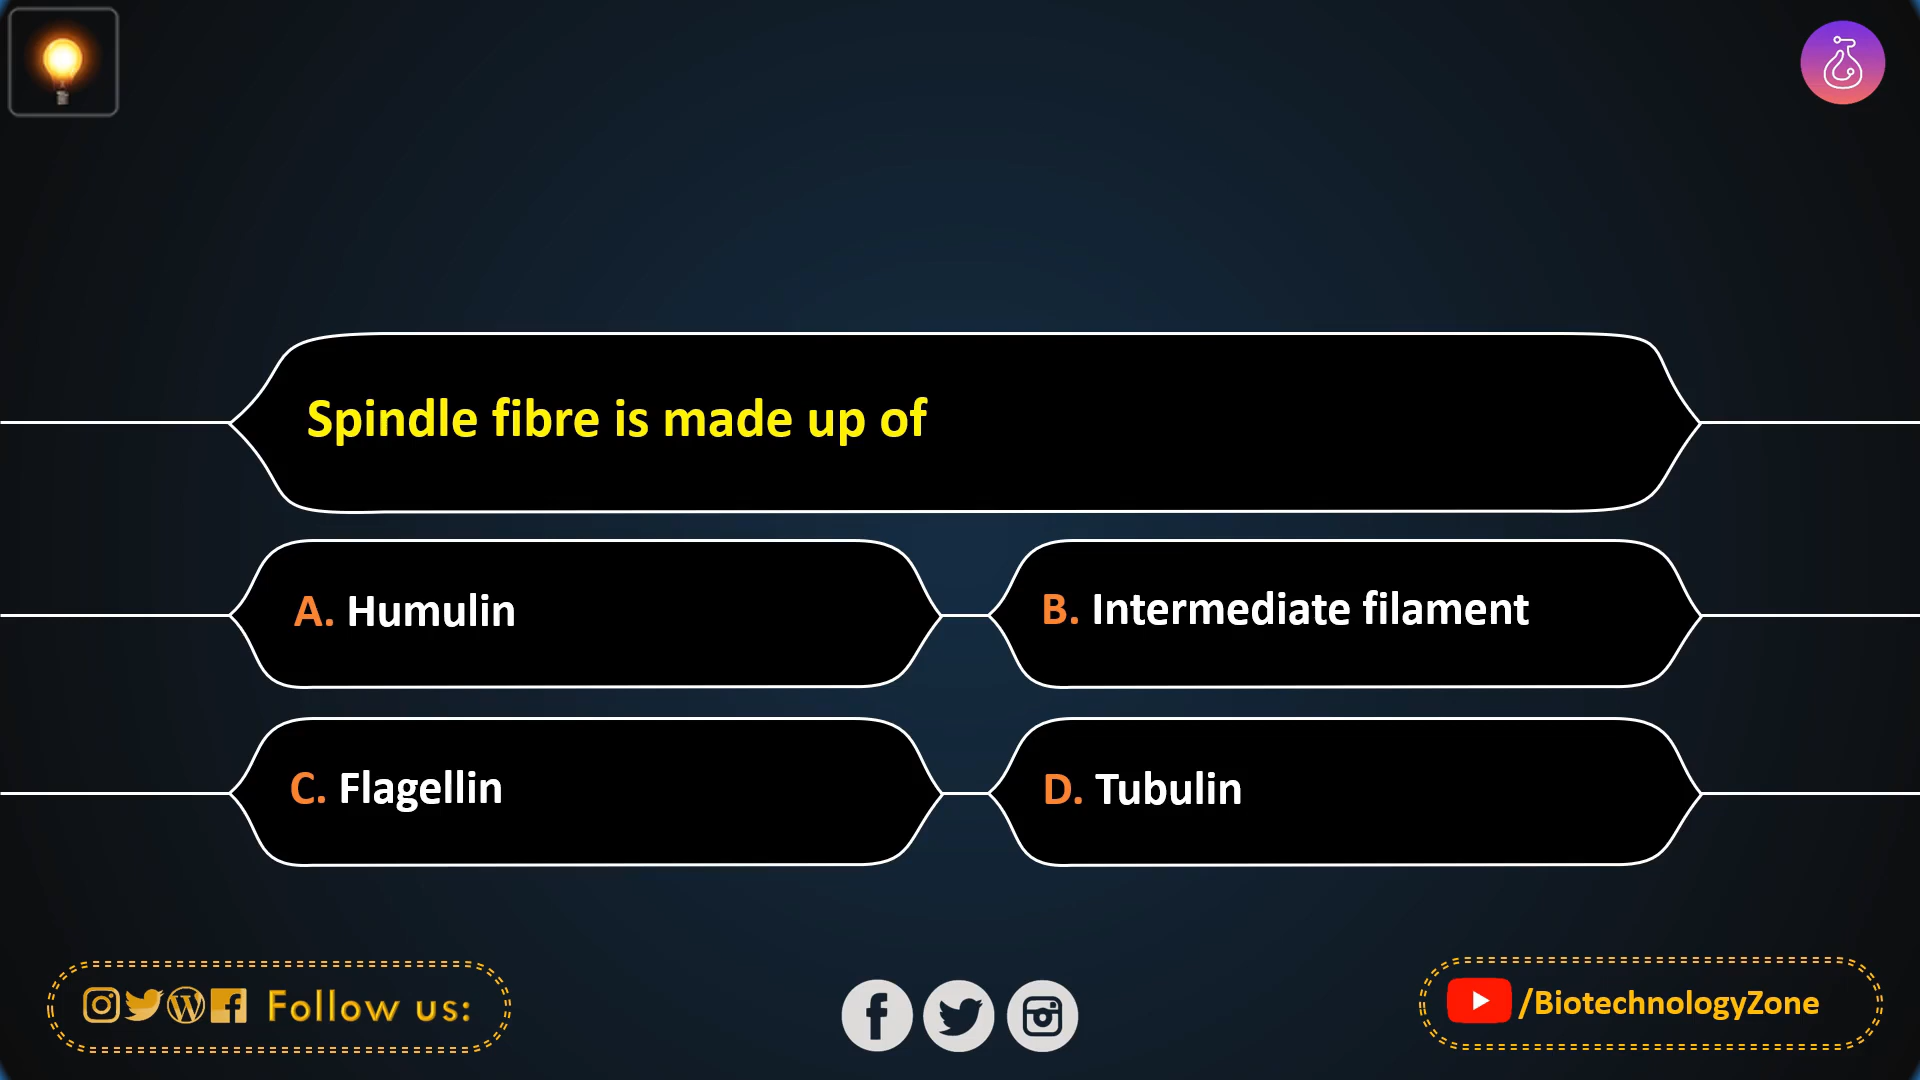 Spindle fibre is made up of
A. Humulin
B. Intermediate filament
C. Flagellin
D. Tubulin
Follow us:
/BiotechnologyZone